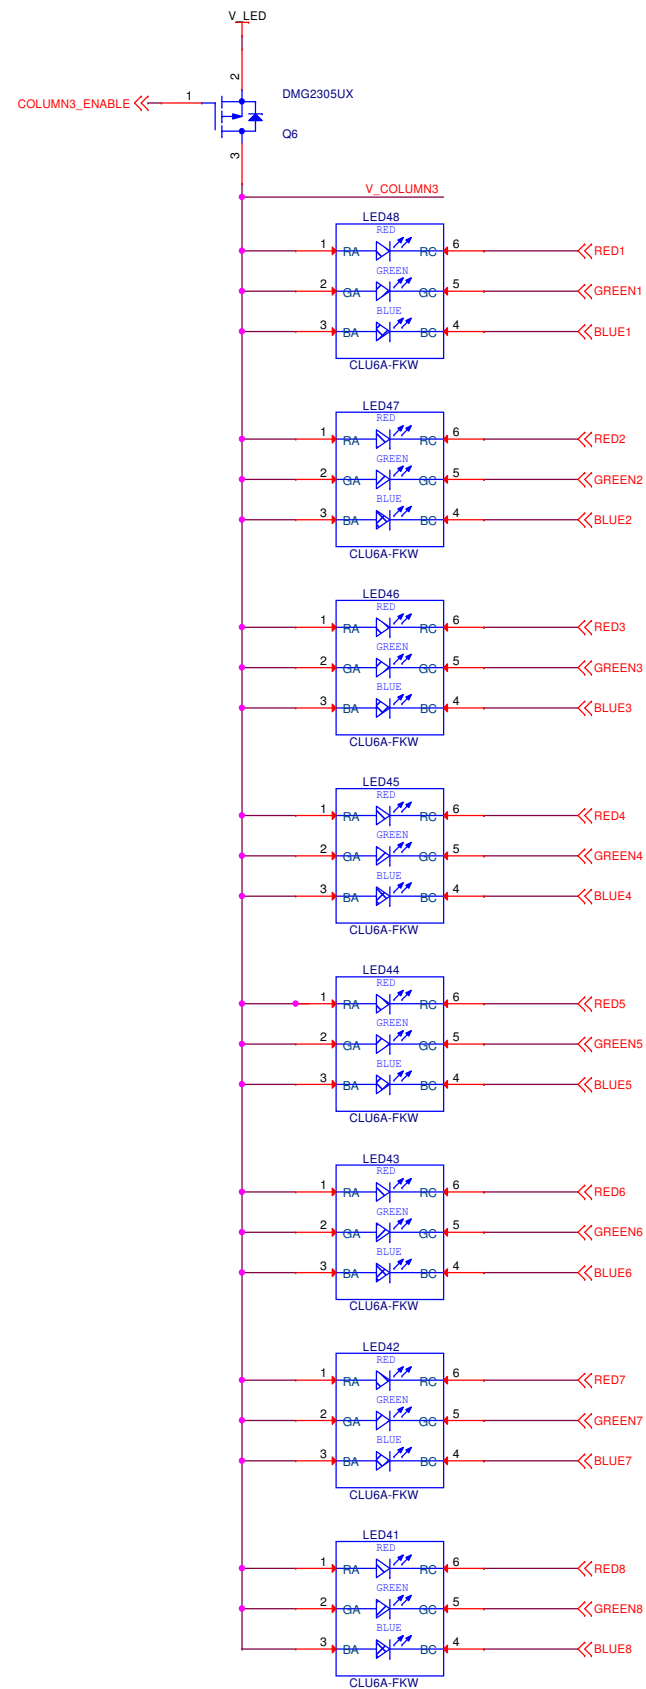 V_LED
2
DMG2305UX
COLUMN3_ENABLE
1
Q6
3
V_COLUMN3
LED48
RED
1 RA RC 6 RED1
GREEN
2 GA GC 5 GREEN1
BLUE
3 BA BC 4 BLUE1
CLU6A-FKW
LED47
RED
1 RA RC 6 RED2
GREEN
2 GA GC 5 GREEN2
BLUE
3 BA BC 4 BLUE2
CLU6A-FKW
LED46
RED
1 RA RC 6 RED3
GREEN
2 GA GC 5 GREEN3
BLUE
3 BA BC 4 BLUE3
CLU6A-FKW
LED45
RED
1 RA RC 6 RED4
GREEN
2 GA GC 5 GREEN4
BLUE
3 BA BC 4 BLUE4
CLU6A-FKW
LED44
RED
1 RA RC 6 RED5
GREEN
2 GA GC 5 GREEN5
BLUE
3 BA BC 4 BLUE5
CLU6A-FKW
LED43
RED
1 RA RC 6 RED6
GREEN
2 GA GC 5 GREEN6
BLUE
3 BA BC 4 BLUE6
CLU6A-FKW
LED42
RED
1 RA RC 6 RED7
GREEN
2 GA GC 5 GREEN7
BLUE
3 BA BC 4 BLUE7
CLU6A-FKW
LED41
RED
1 RA RC 6 RED8
GREEN
2 GA GC 5 GREEN8
BLUE
3 BA BC 4 BLUE8
CLU6A-FKW